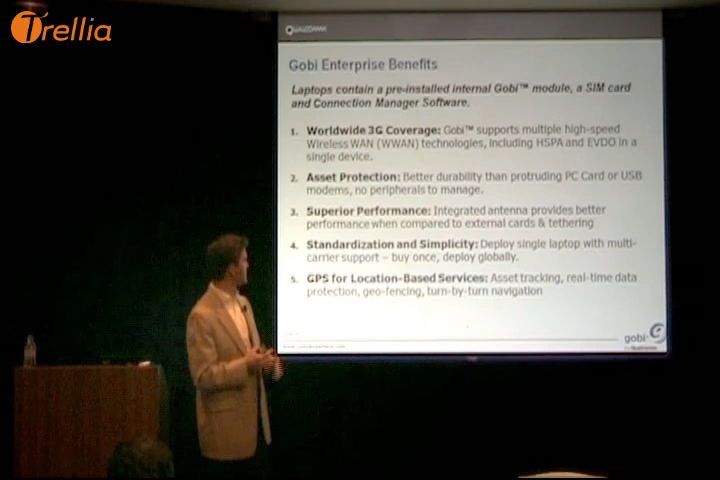 Trellia
QUALCOMM
Gobi Enterprise Benefits
Laptops contain a pre-installed internal Gobi™ module, a SIM card
and Connection Manager Software.
1. Worldwide 3G Coverage: Gobi™ supports multiple high-speed
Wireless WAN (WWAN) technologies, including HSPA and EVDO in a
single device.
2. Asset Protection: Better durability than protruding PC Card or USB
modems, no peripherals to manage.
3. Superior Performance: Integrated antenna provides better
performance when compared to external cards & tethering
4. Standardization and Simplicity: Deploy single laptop with multi-
carrier support – buy once, deploy globally.
5. GPS for Location-Based Services: Asset tracking, real-time data
protection, geo-fencing, turn-by-turn navigation
gobi
by Qualcomm